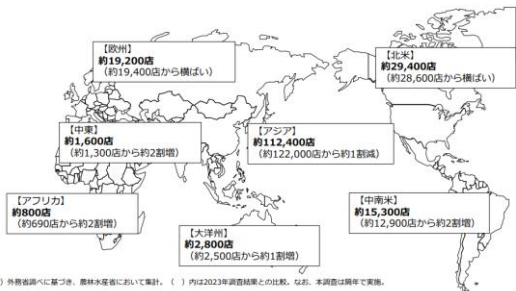 【欧州】
約19,200店
(約19,400店から横ばい)
【北米】
約29,400店
(約28,600店から横ばい)
【中東】
約1,600店
(約1,300店から約2割増)
【アジア】
約112,400店
(約122,000店から約1割減)
【アフリカ】
約800店
(約690店から約2割増)
【大洋州】
約2,800店
(約2,500店から約1割増)
【中南米】
約15,300店
(約12,900店から約2割増)
)外務省調べに基づき、農林水産省において集計。( )内は2023年調査結果との比較。なお、本調査は隔年で実施。